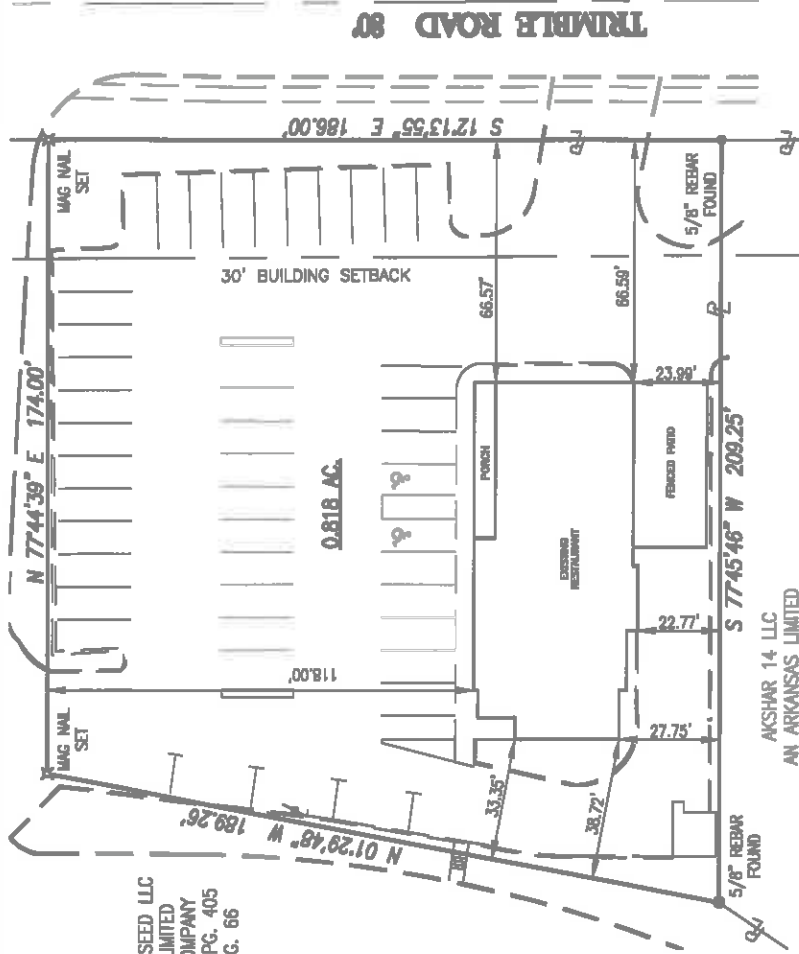 TRIMBLE ROAD 80'
S 12°13'55" E 186.00'
MAG NAIL
SET
5/8" REBAR
FOUND
30' BUILDING SETBACK
66.57'
66.59'
N 77°44'39" E 174.00'
23.99'
PORCH
FENCED PATIO
0.818 AC.
EXISTING
RESTAURANT
S 77°45'46" W 209.25'
22.77'
118.00'
27.75'
MAG NAIL
SET
33.35'
38.72'
N 01°29'48" W 189.26'
5/8" REBAR
FOUND
AKSHAR 14 LLC
AN ARKANSAS LIMITED
SEED LLC
IMITED
OMPANY
PG. 405
G. 66